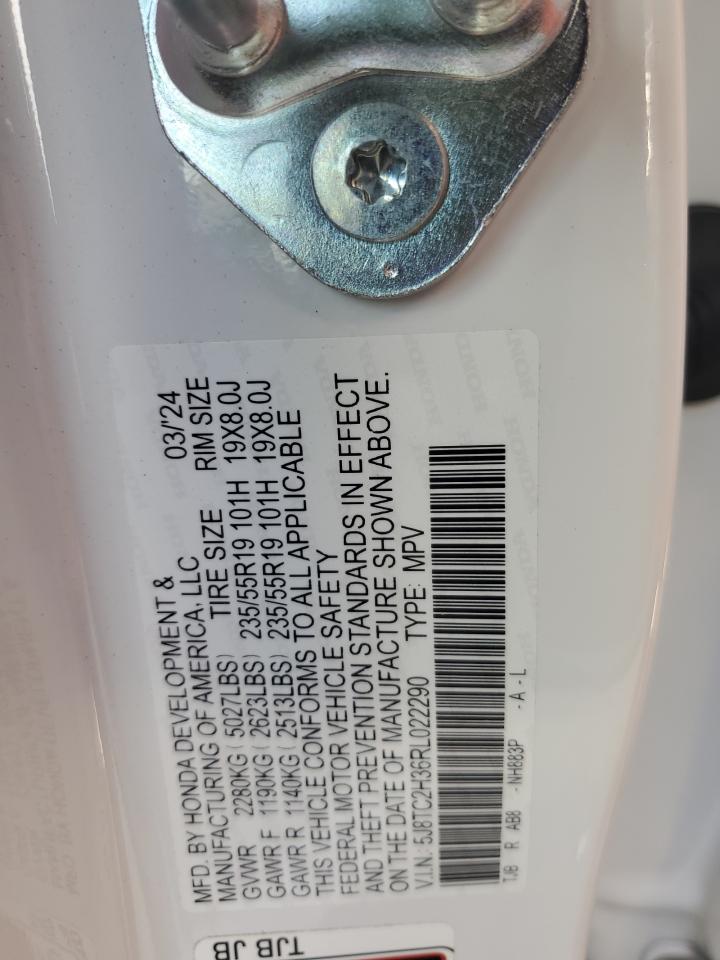 MFD. BY HONDA DEVELOPMENT & 03/'24
MANUFACTURING OF AMERICA, LLC TIRE SIZE RIM SIZE
GVWR 2280KG (5027LBS)
GAWR F 1190KG (2623LBS) 235/55R19 101H 19X8.0J
GAWR R 1140KG (2513LBS) 235/55R19 101H 19X8.0J
THIS VEHICLE CONFORMS TO ALL APPLICABLE
FEDERAL MOTOR VEHICLE SAFETY
AND THEFT PREVENTION STANDARDS IN EFFECT
ON THE DATE OF MANUFACTURE SHOWN ABOVE.
V.I.N.: 5J8TC2H36RL022290 TYPE: MPV
TJB R AB8 -NH883P -A-L
TJB JB